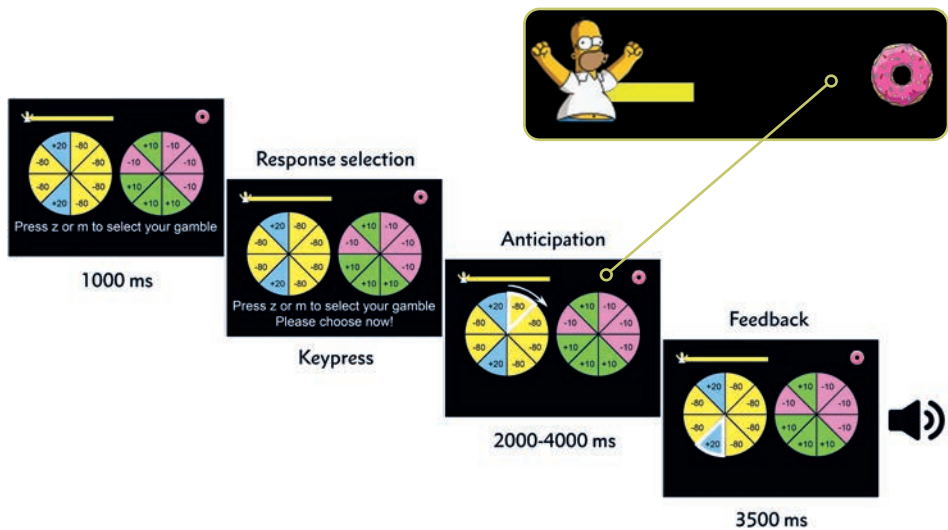 +20 -80 +10 -10
-80 -80 -10 -10
-80 -80 +10 -10
+20 -80 +10 +10
Press z or m to select your gamble
1000 ms
Response selection
+20 -80 +10 -10
-80 -80 -10 -10
-80 -80 +10 -10
+20 -80 +10 +10
Press z or m to select your gamble
Please choose now!
Keypress
Anticipation
+20 -80 +10 -10
-80 -80 -10 -10
-80 -80 +10 -10
+20 -80 +10 +10
2000-4000 ms
Feedback
+20 -80 +10 -10
-80 -80 -10 -10
-80 -80 +10 -10
+20 -80 +10 +10
3500 ms